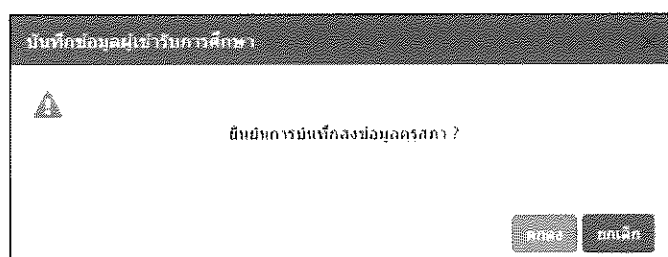 บันทึกข้อมูลผู้เข้ารับการศึกษา
ยืนยันการบันทึกส่งข้อมูลคุรุสภา ?
ตกลง
ยกเลิก